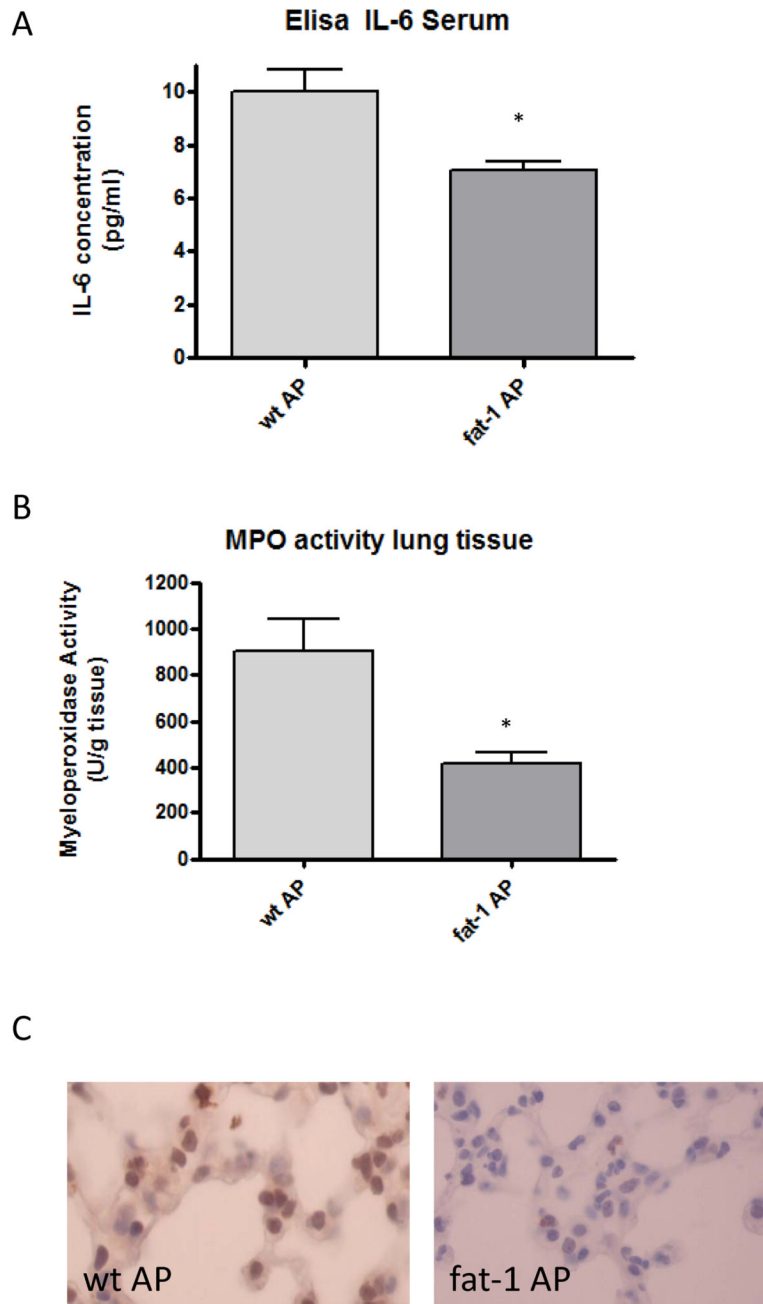 A
Elisa IL-6 Serum
IL-6 concentration
(pg/ml)
10
8
6
4
2
0
*
wt AP
fat-1 AP
B
MPO activity lung tissue
Myeloperoxidase Activity
(U/g tissue)
1200
1000
800
600
400
200
0
*
wt AP
fat-1 AP
C
wt AP
fat-1 AP